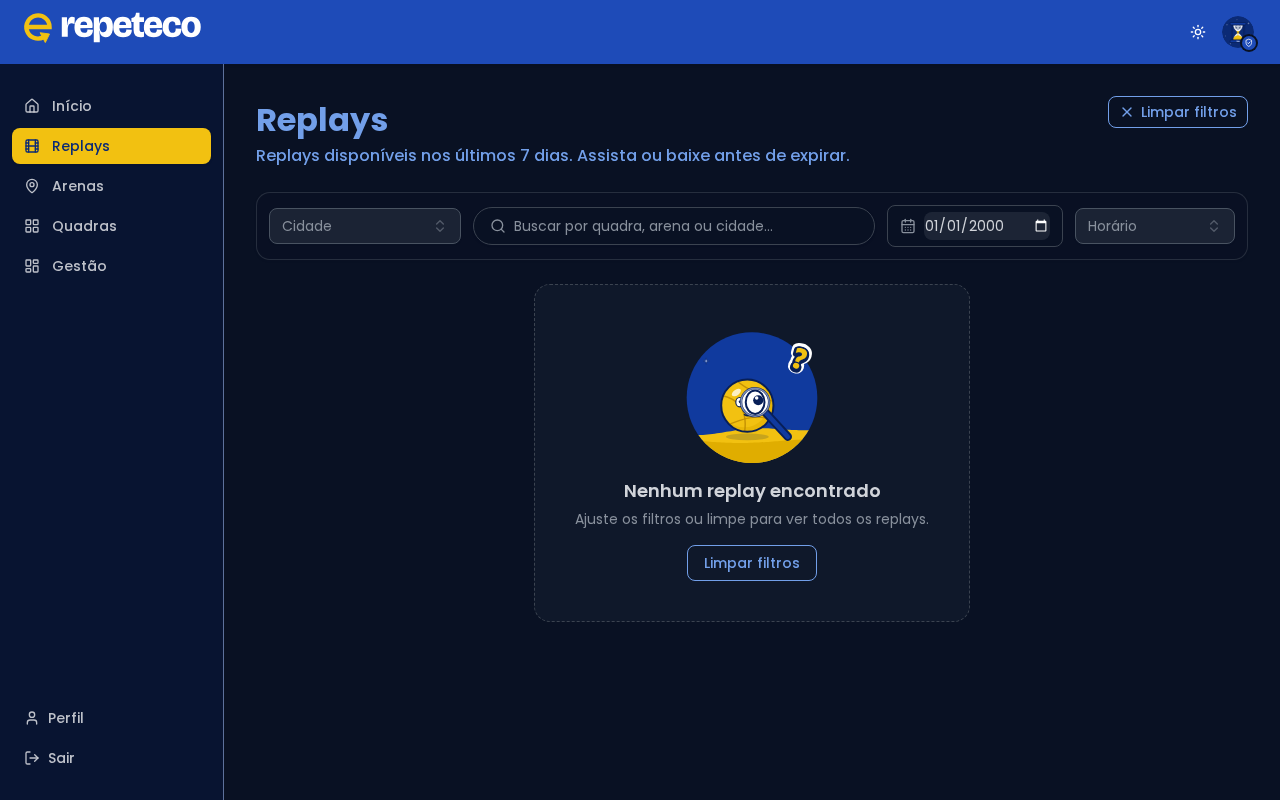 repeteco
Início
Replays
Arenas
Quadras
Gestão
Perfil
Sair
Replays
Limpar filtros
Replays disponíveis nos últimos 7 dias. Assista ou baixe antes de expirar.
Cidade
Buscar por quadra, arena ou cidade...
01/01/2000
Horário
?
Nenhum replay encontrado
Ajuste os filtros ou limpe para ver todos os replays.
Limpar filtros